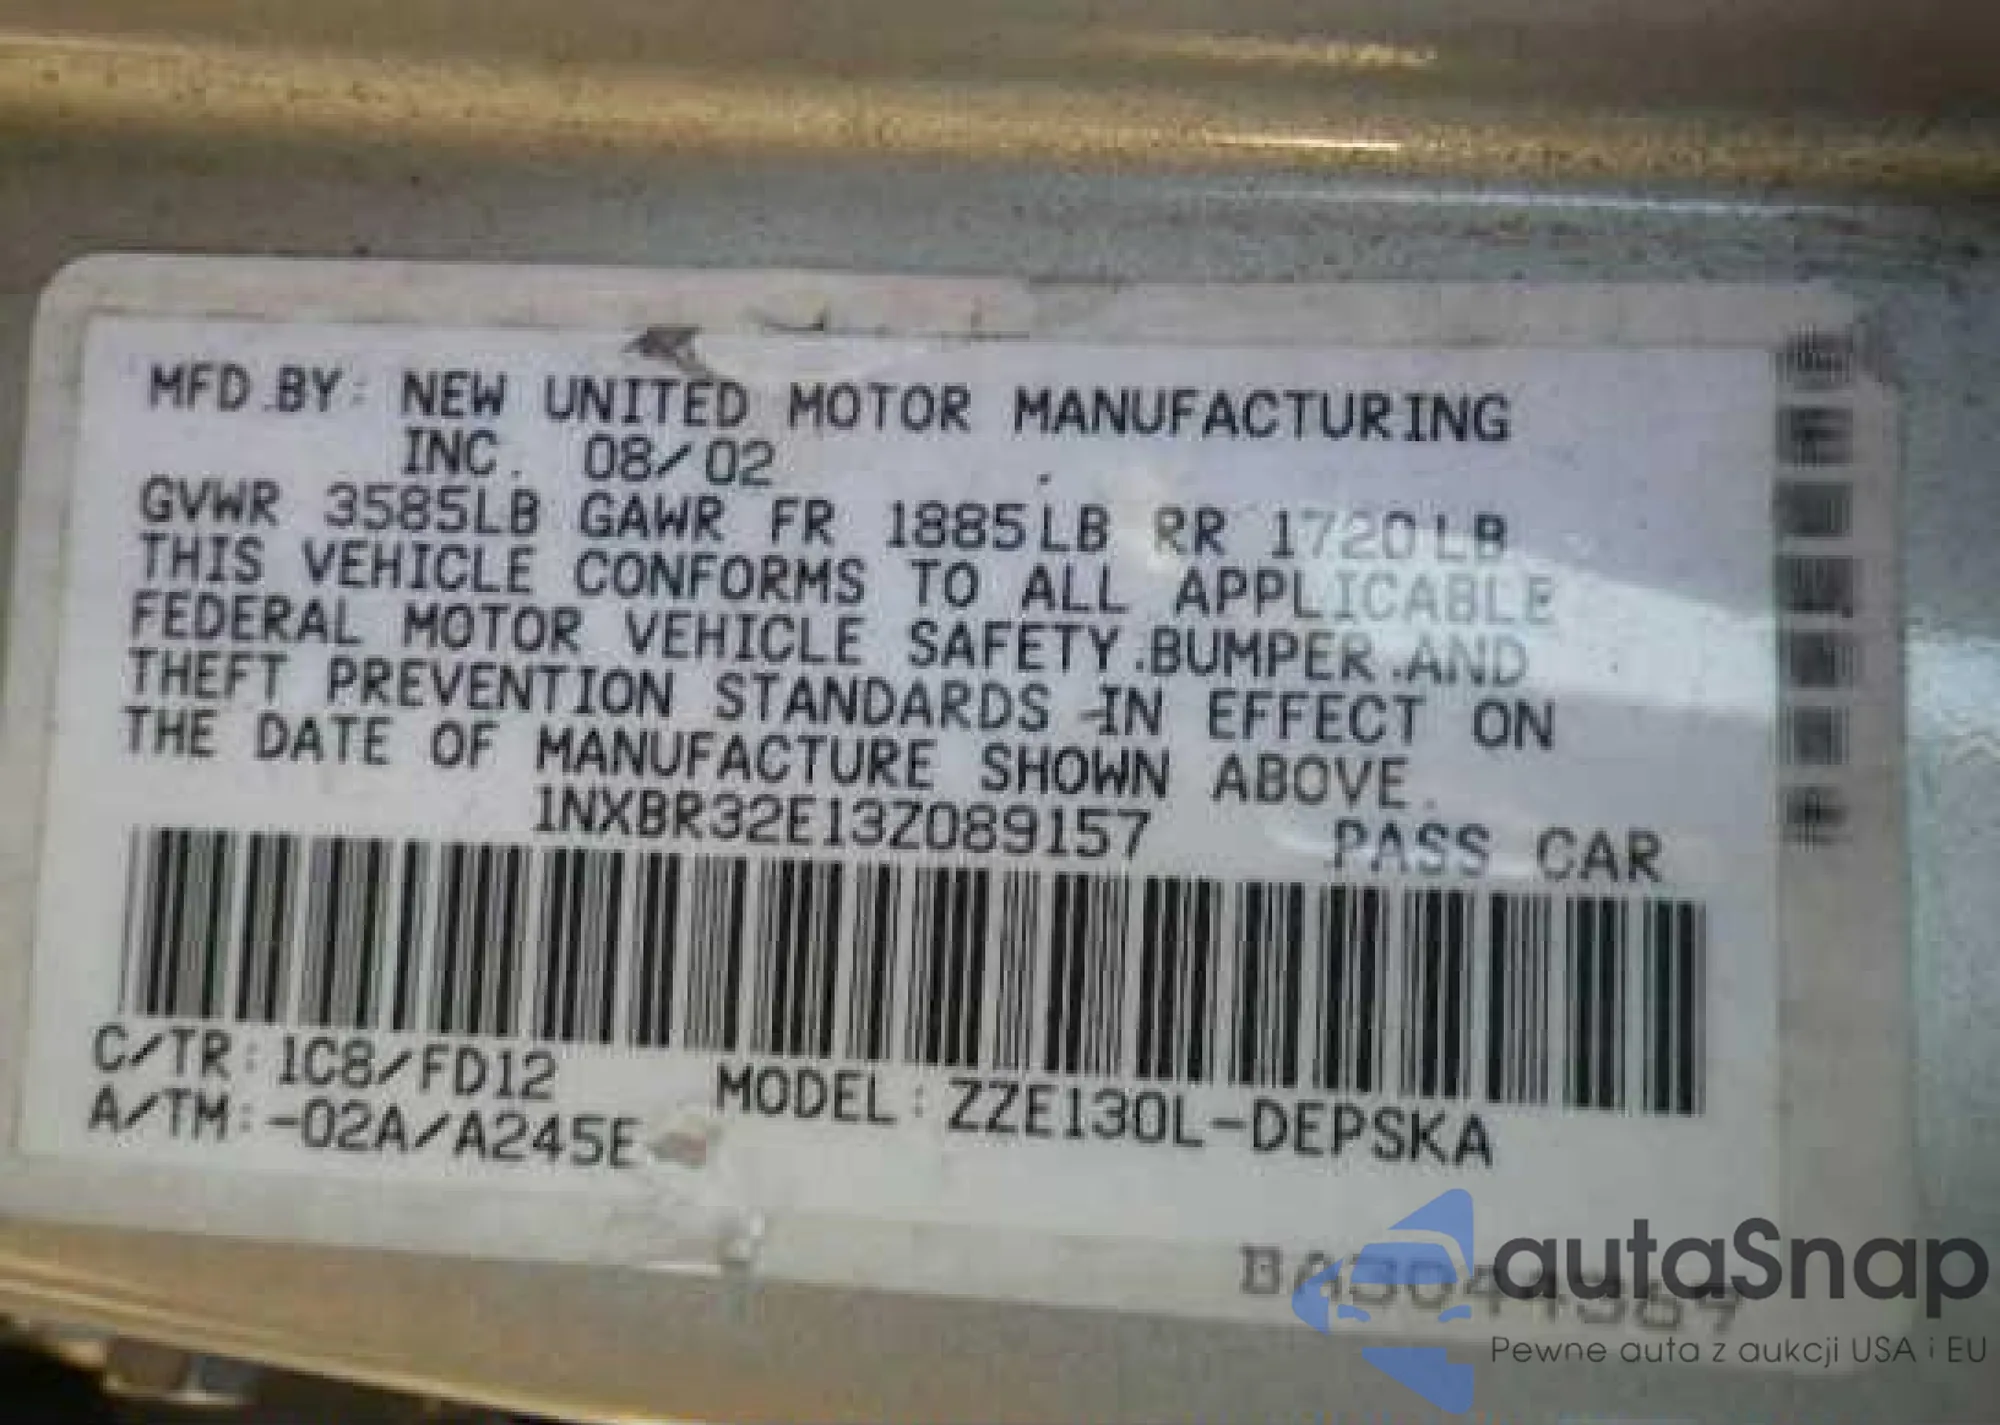 MFD.BY: NEW UNITED MOTOR MANUFACTURING
INC. 08/02
GVWR 3585LB GAWR FR 1885LB RR 1720LB
THIS VEHICLE CONFORMS TO ALL APPLICABLE
FEDERAL MOTOR VEHICLE SAFETY,BUMPER,AND
THEFT PREVENTION STANDARDS IN EFFECT ON
THE DATE OF MANUFACTURE SHOWN ABOVE.
1NXBR32E13Z089157 PASS CAR
C/TR: 1C8/FD12
A/TM: -02A/A245E
MODEL: ZZE130L-DEPSKA
autaSnap
Pewne auta z aukcji USA i EU